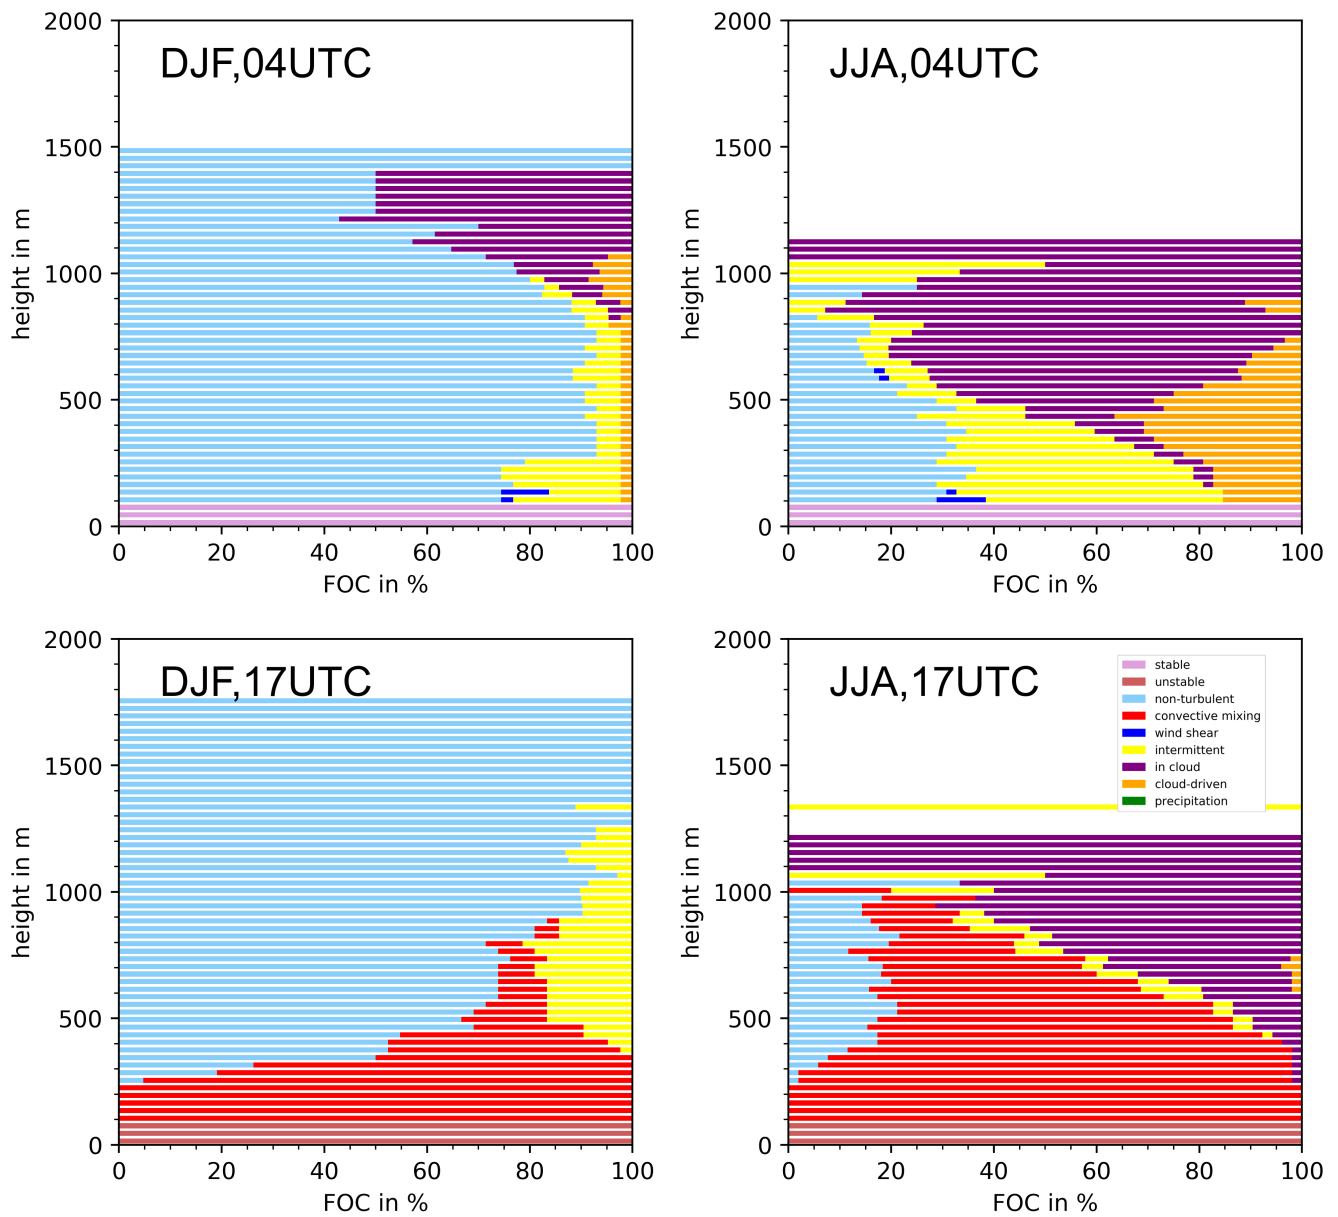 DJF,04UTC
height in m
2000
1500
1000
500
0
0 20 40 60 80 100
FOC in %
JJA,04UTC
height in m
2000
1500
1000
500
0
0 20 40 60 80 100
FOC in %
DJF,17UTC
height in m
2000
1500
1000
500
0
0 20 40 60 80 100
FOC in %
JJA,17UTC
height in m
2000
1500
1000
500
0
0 20 40 60 80 100
FOC in %
stable
unstable
non-turbulent
convective mixing
wind shear
intermittent
in cloud
cloud-driven
precipitation